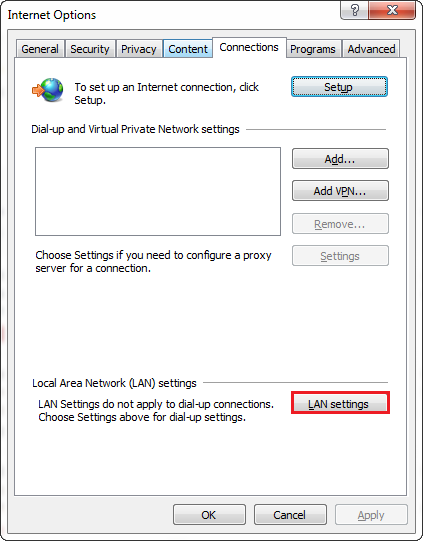 Internet Options
?
General Security Privacy Content Connections Programs Advanced
To set up an Internet connection, click
Setup.
Setup
Dial-up and Virtual Private Network settings
Add...
Add VPN...
Remove...
Choose Settings if you need to configure a proxy
server for a connection.
Settings
Local Area Network (LAN) settings
LAN Settings do not apply to dial-up connections.
Choose Settings above for dial-up settings.
LAN settings
OK Cancel Apply